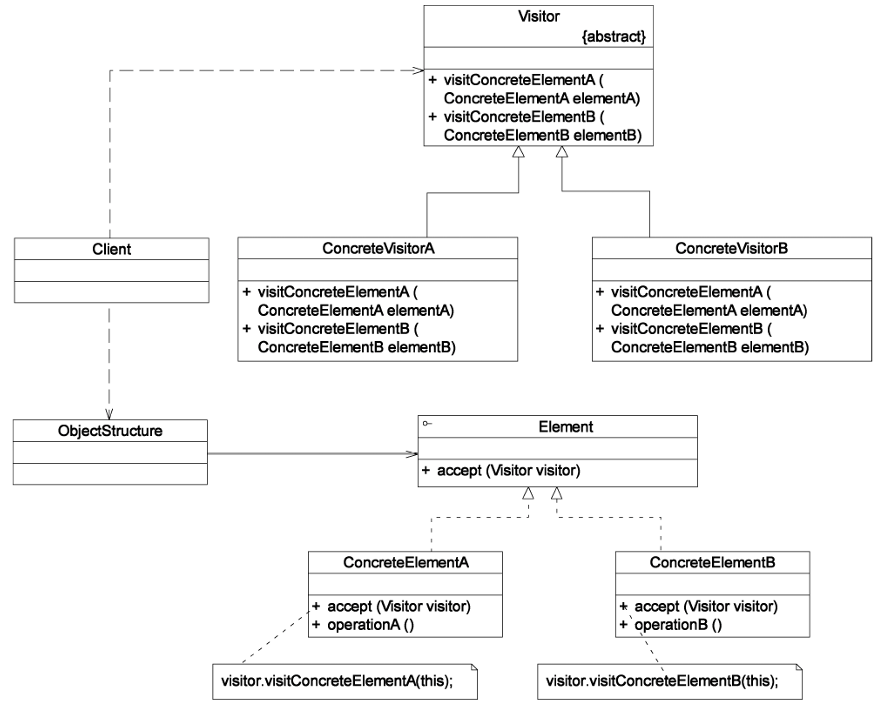 Visitor
{abstract}
+ visitConcreteElementA (
ConcreteElementA elementA)
+ visitConcreteElementB (
ConcreteElementB elementB)
Client
ConcreteVisitorA
+ visitConcreteElementA (
ConcreteElementA elementA)
+ visitConcreteElementB (
ConcreteElementB elementB)
ConcreteVisitorB
+ visitConcreteElementA (
ConcreteElementA elementA)
+ visitConcreteElementB (
ConcreteElementB elementB)
ObjectStructure
Element
+ accept (Visitor visitor)
ConcreteElementA
+ accept (Visitor visitor)
+ operationA ()
ConcreteElementB
+ accept (Visitor visitor)
+ operationB ()
visitor.visitConcreteElementA(this);
visitor.visitConcreteElementB(this);